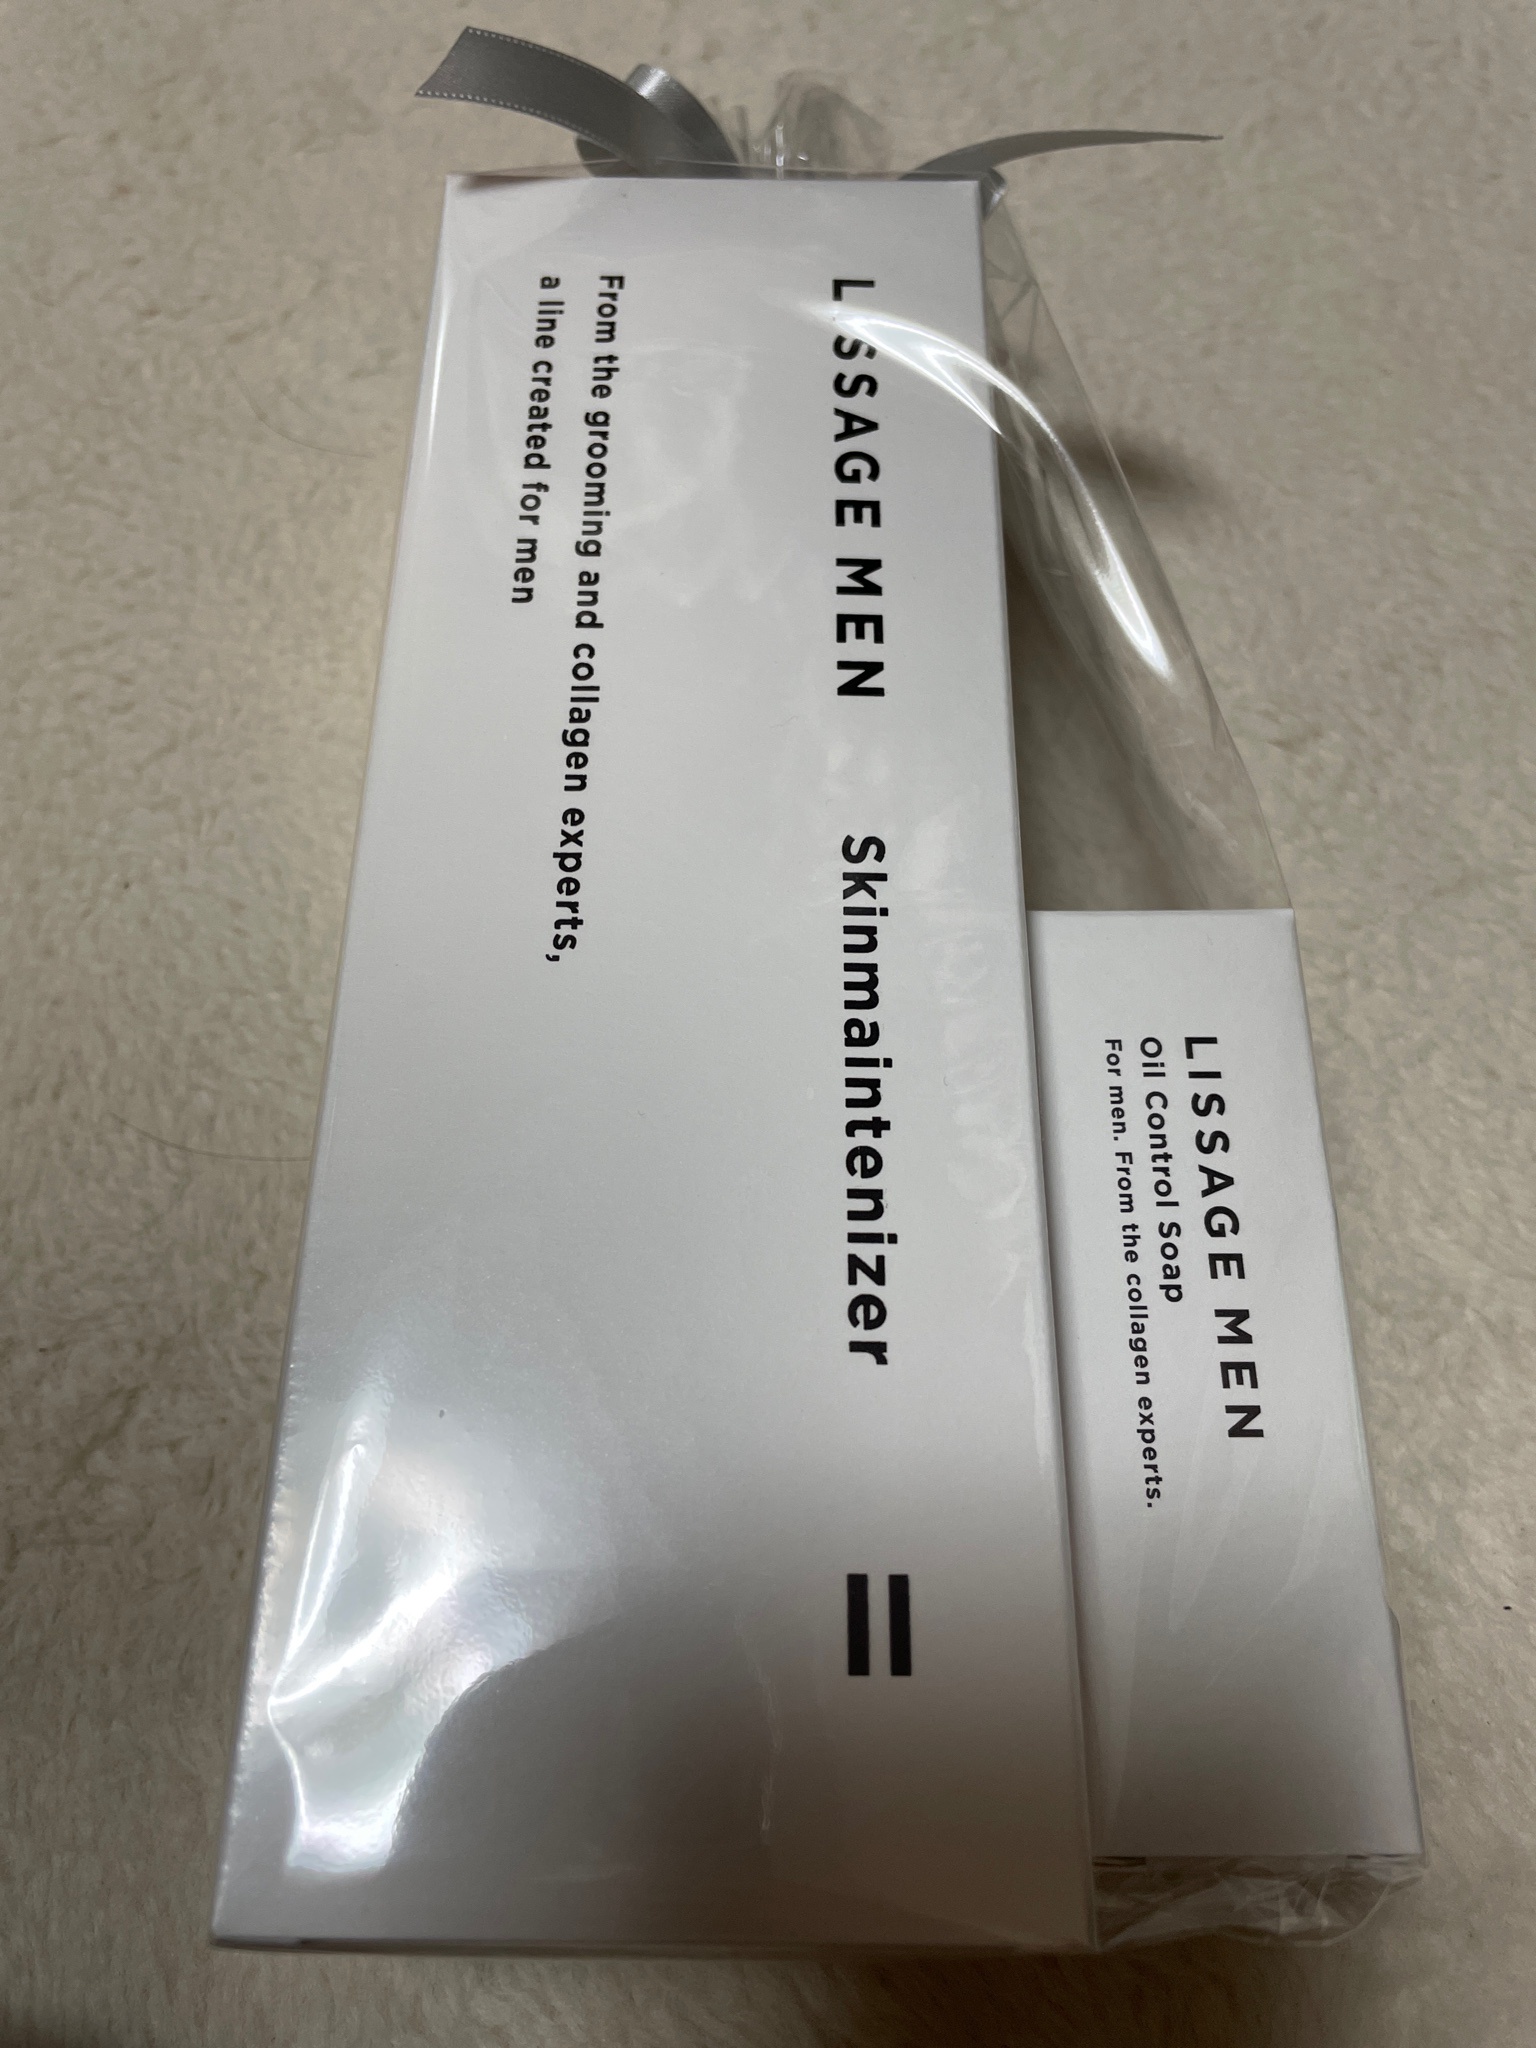 LISSAGE MEN Skinmaintenizer
From the grooming and collagen experts,
a line created for men
LISSAGE MEN
Oil Control Soap
For men. From the collagen experts.